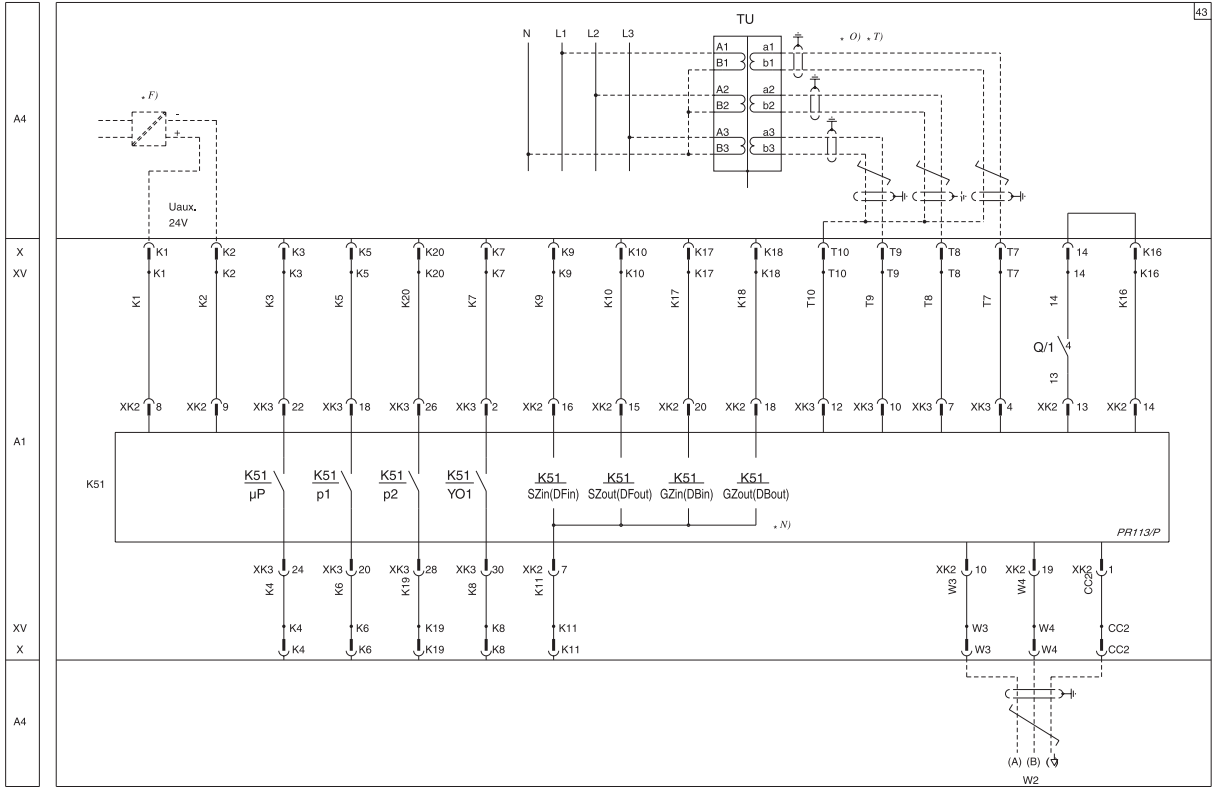 43
TU
N L1 L2 L3
A1 a1
B1 b1
A2 a2
B2 b2
A3 a3
B3 b3
* O) * T)
* F)
-
+
A4
Uaux.
24V
X K1 K2 K3 K5 K20 K7 K9 K10 K17 K18 T10 T9 T8 T7 14 K16
XV K1 K2 K3 K5 K20 K7 K9 K10 K17 K18 T10 T9 T8 T7 14 K16
K1 K2 K3 K5 K20 K7 K9 K10 K17 K18 T10 T9 T8 T7 14 K16
Q/1 4
13
XK2 8 XK2 9 XK3 22 XK3 18 XK3 26 XK3 2 XK2 16 XK2 15 XK2 20 XK2 18 XK3 12 XK3 10 XK3 7 XK3 4 XK2 13 XK2 14
A1
K51
K51 K51 K51 K51 K51 K51 K51 K51
µP p1 p2 YO1 SZin(DFin) SZout(DFout) GZin(DBin) GZout(DBout)
* N)
PR113/P
XK3 24 XK3 20 XK3 28 XK3 30 XK2 7 XK2 10 XK2 19 XK2 1
K4 K6 K19 K8 K11 W3 W4 CC2
XV K4 K6 K19 K8 K11 W3 W4 CC2
X K4 K6 K19 K8 K11 W3 W4 CC2
A4
(A) (B)
W2